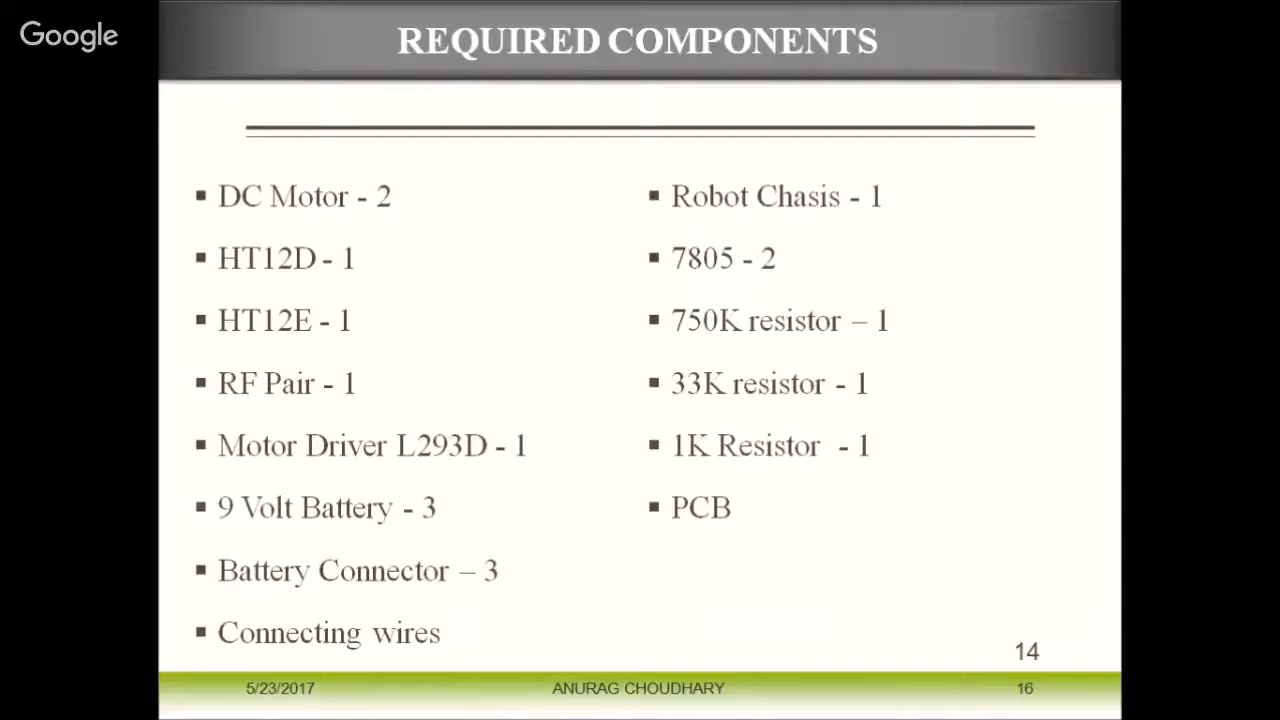 Google
REQUIRED COMPONENTS
▪ DC Motor - 2
▪ HT12D - 1
▪ HT12E - 1
▪ RF Pair - 1
▪ Motor Driver L293D - 1
▪ 9 Volt Battery - 3
▪ Battery Connector – 3
▪ Connecting wires
▪ Robot Chasis - 1
▪ 7805 - 2
▪ 750K resistor – 1
▪ 33K resistor - 1
▪ 1K Resistor - 1
▪ PCB
14
5/23/2017
ANURAG CHOUDHARY
16